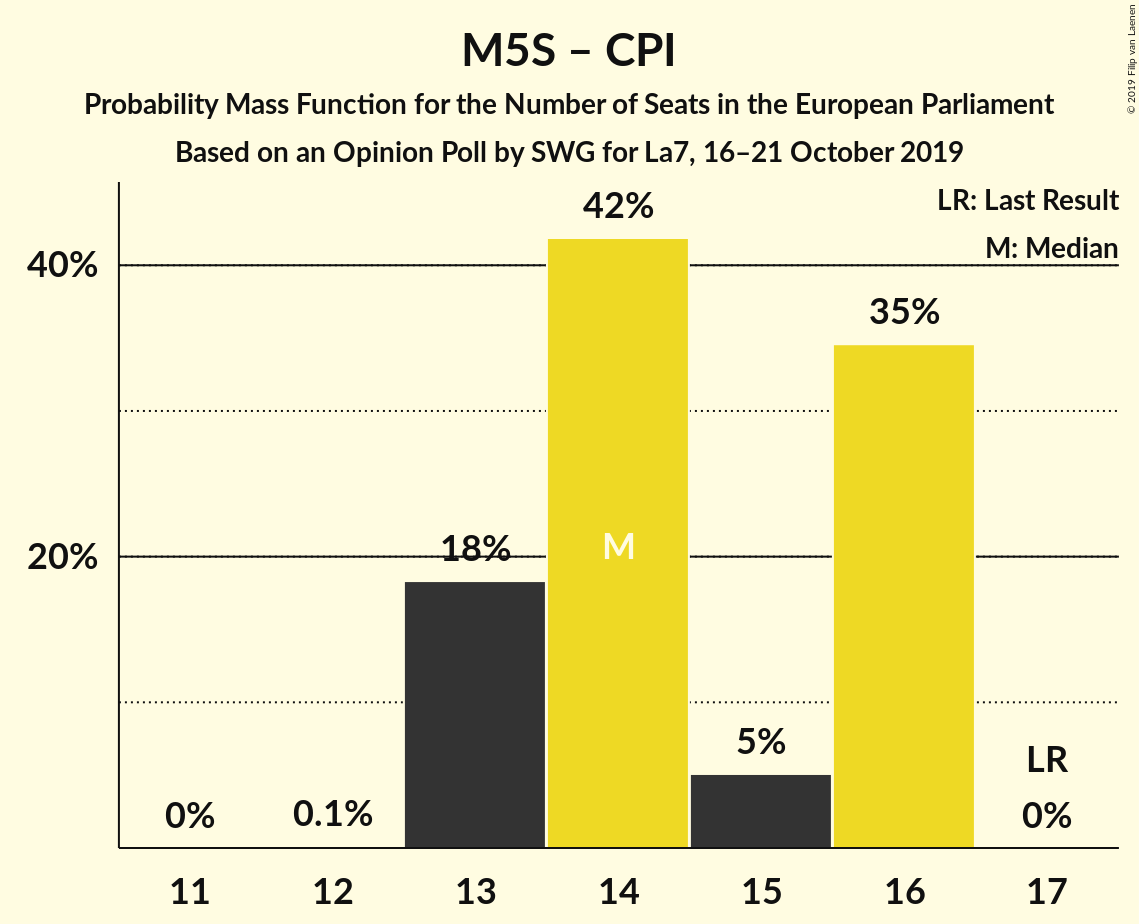 M5S – CPI
Probability Mass Function for the Number of Seats in the European Parliament
Based on an Opinion Poll by SWG for La7, 16–21 October 2019
© 2019 Filip van Laenen
LR: Last Result
M: Median
42%
40%
35%
M
20%
18%
5%
LR
0%
0.1%
0%
11 12 13 14 15 16 17